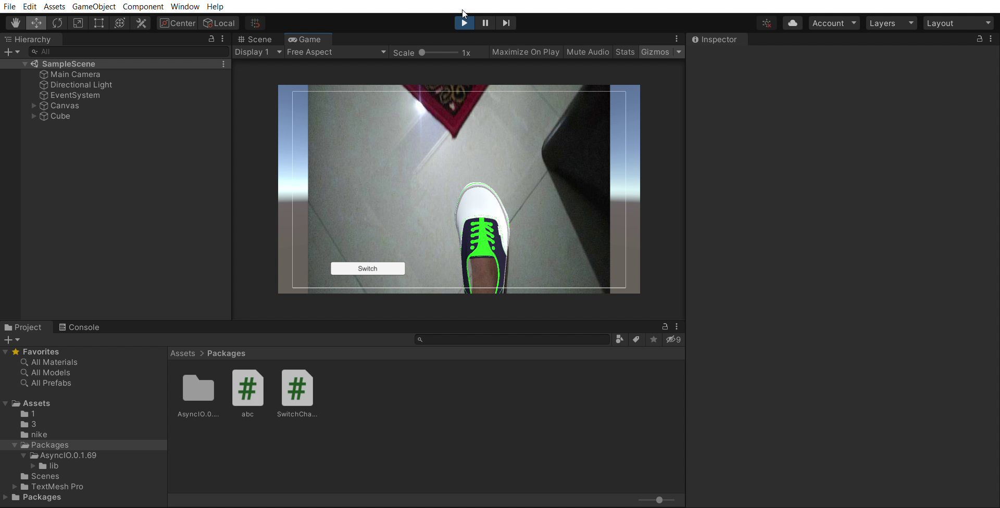 File Edit Assets GameObject Component Window Help
Center Local Account Layers Layout
Hierarchy
All
SampleScene
Main Camera
Directional Light
EventSystem
Canvas
Cube
Scene Game
Display 1 Free Aspect Scale 1x Maximize On Play Mute Audio Stats Gizmos
Switch
Inspector
Project Console
9
Favorites
All Materials
All Models
All Prefabs
Assets
1
3
nike
Packages
AsyncIO.0.1.69
lib
Scenes
TextMesh Pro
Packages
Assets > Packages
# #
AsyncIO.0.... abc SwitchCha...